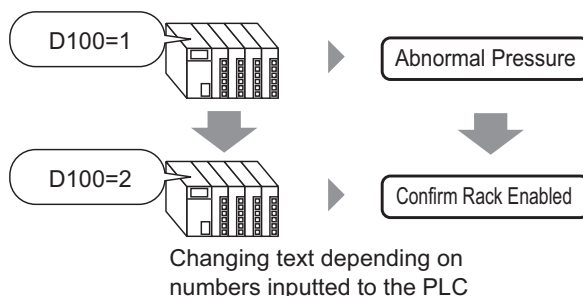 D100=1
Abnormal Pressure
D100=2
Confirm Rack Enabled
Changing text depending on
numbers inputted to the PLC